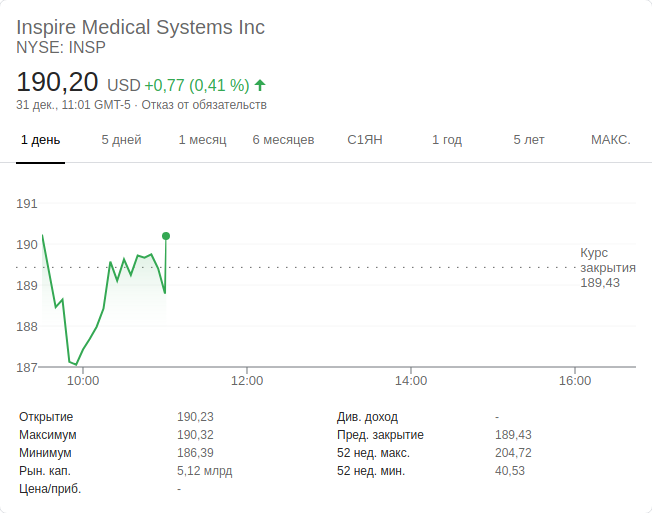 Inspire Medical Systems Inc
NYSE: INSP
190,20 USD +0,77 (0,41 %)
31 дек., 11:01 GMT-5 · Отказ от обязательств
1 день 5 дней 1 месяц 6 месяцев С1ЯН 1 год 5 лет МАКС.
191
190
189
188
187
Курс
закрытия
189,43
10:00 12:00 14:00 16:00
Открытие 190,23 Див. доход -
Максимум 190,32 Пред. закрытие 189,43
Минимум 186,39 52 нед. макс. 204,72
Рын. кап. 5,12 млрд 52 нед. мин. 40,53
Цена/приб. -